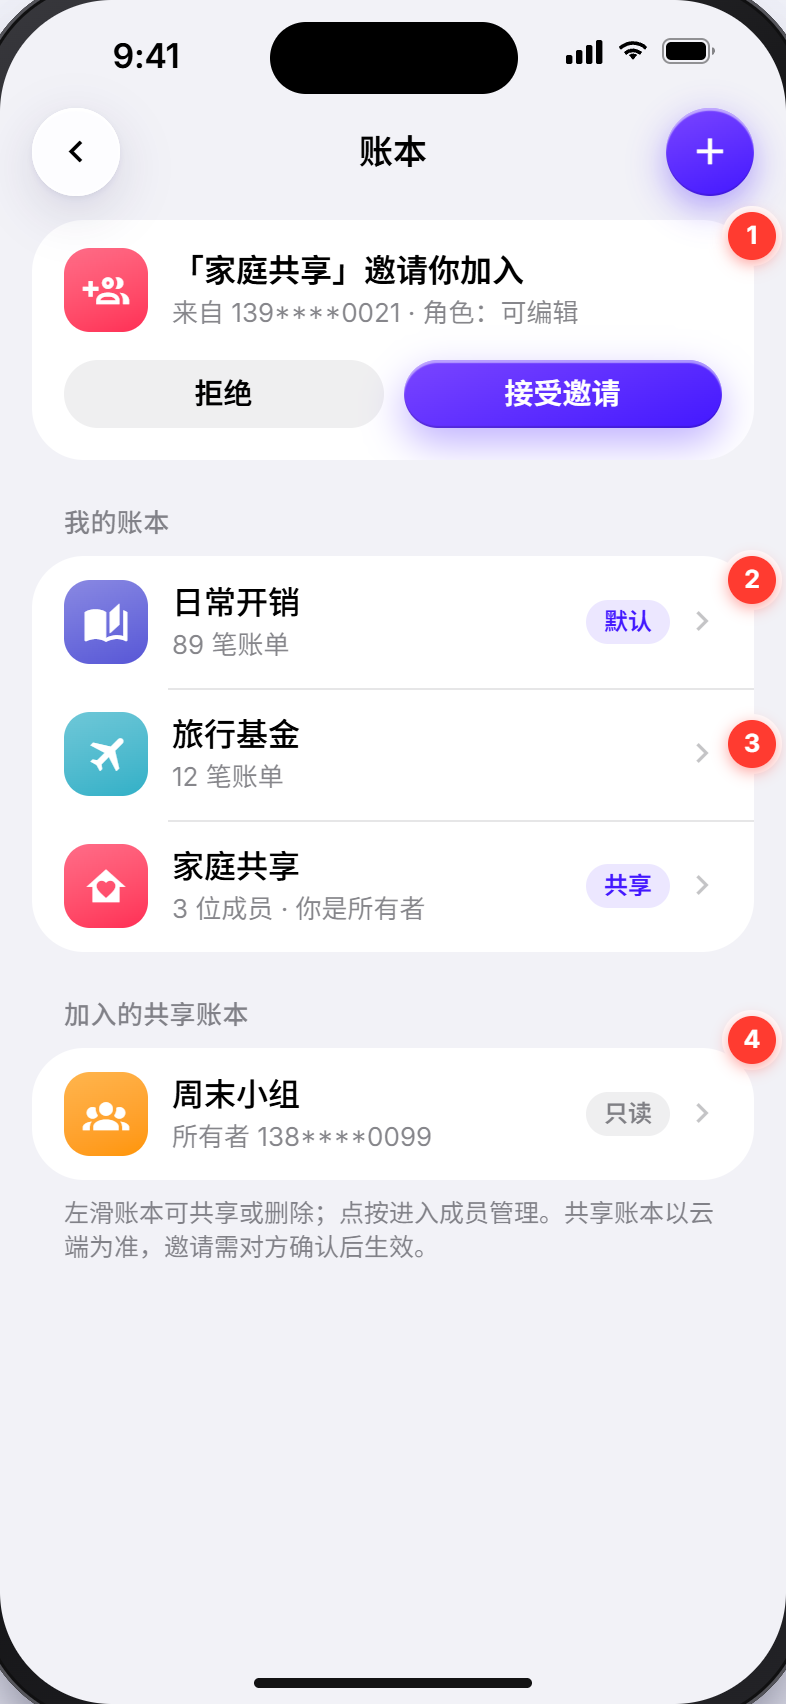 9:41
账本
1
「家庭共享」邀请你加入
来自 139****0021 · 角色：可编辑
拒绝
接受邀请
我的账本
2
日常开销
89 笔账单
默认
旅行基金
12 笔账单
3
家庭共享
3 位成员 · 你是所有者
共享
加入的共享账本
4
周末小组
所有者 138****0099
只读
左滑账本可共享或删除；点按进入成员管理。共享账本以云
端为准，邀请需对方确认后生效。